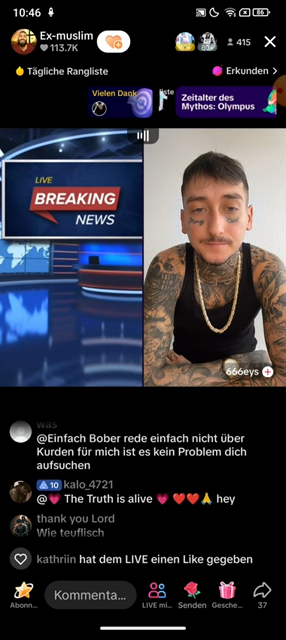 10:46
86
Ex-muslim
113.7K
415
Tägliche Rangliste
Erkunden
Vielen Dank
iste
Zeitalter des
Mythos: Olympus
LIVE
BREAKING
NEWS
666eys
was
@Einfach Bober rede einfach nicht über
Kurden für mich ist es kein Problem dich
aufsuchen
10 kalo_4721
@💗 The Truth is alive 💗 ❤️❤️🙏 hey
thank you Lord
Wie teuflisch
kathriin hat dem LIVE einen Like gegeben
Kommenta...
Abonn...
LIVE mi...
Senden
Gesche...
37